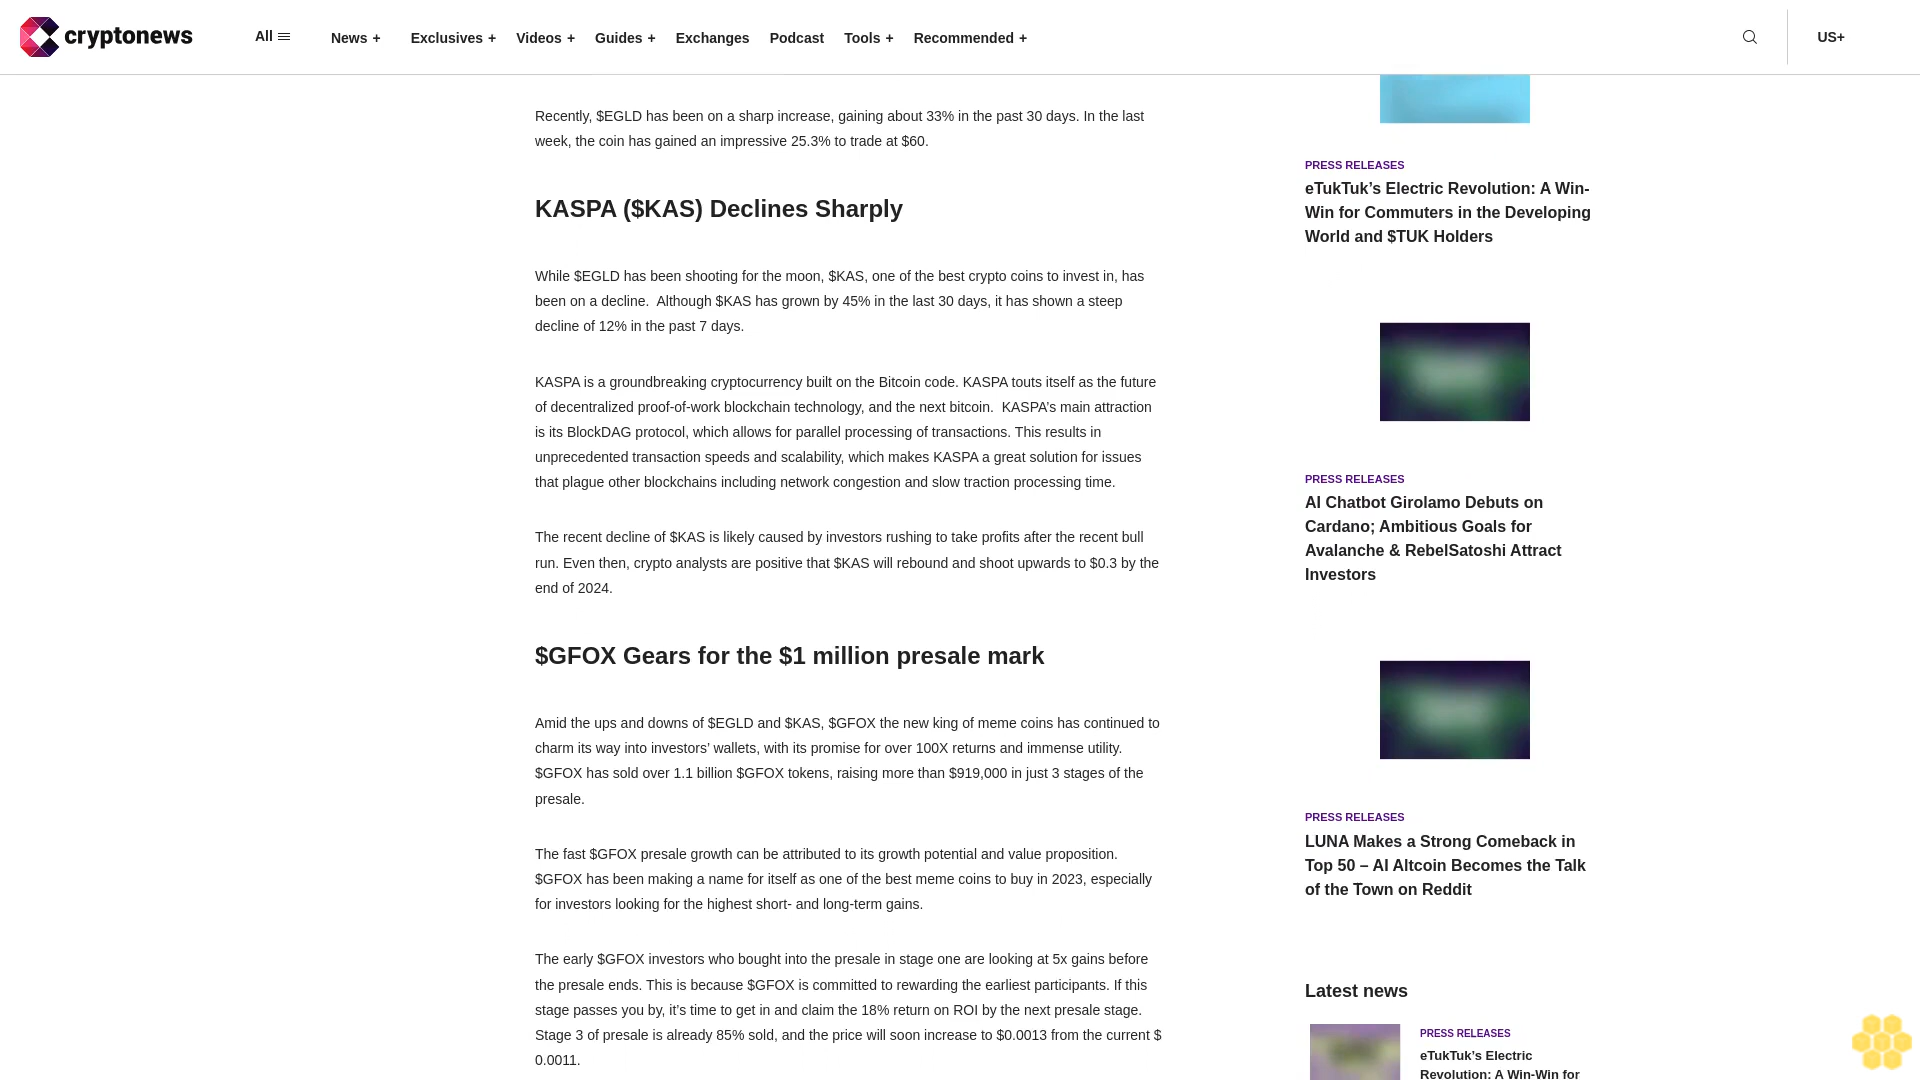 cryptonews
All
News +
Exclusives +
Videos +
Guides +
Exchanges
Podcast
Tools +
Recommended +
US+
Recently, $EGLD has been on a sharp increase, gaining about 33% in the past 30 days. In the last
week, the coin has gained an impressive 25.3% to trade at $60.
KASPA ($KAS) Declines Sharply
While $EGLD has been shooting for the moon, $KAS, one of the best crypto coins to invest in, has
been on a decline.  Although $KAS has grown by 45% in the last 30 days, it has shown a steep
decline of 12% in the past 7 days.
KASPA is a groundbreaking cryptocurrency built on the Bitcoin code. KASPA touts itself as the future
of decentralized proof-of-work blockchain technology, and the next bitcoin.  KASPA’s main attraction
is its BlockDAG protocol, which allows for parallel processing of transactions. This results in
unprecedented transaction speeds and scalability, which makes KASPA a great solution for issues
that plague other blockchains including network congestion and slow traction processing time.
The recent decline of $KAS is likely caused by investors rushing to take profits after the recent bull
run. Even then, crypto analysts are positive that $KAS will rebound and shoot upwards to $0.3 by the
end of 2024.
$GFOX Gears for the $1 million presale mark
Amid the ups and downs of $EGLD and $KAS, $GFOX the new king of meme coins has continued to
charm its way into investors’ wallets, with its promise for over 100X returns and immense utility.
$GFOX has sold over 1.1 billion $GFOX tokens, raising more than $919,000 in just 3 stages of the
presale.
The fast $GFOX presale growth can be attributed to its growth potential and value proposition.
$GFOX has been making a name for itself as one of the best meme coins to buy in 2023, especially
for investors looking for the highest short- and long-term gains.
The early $GFOX investors who bought into the presale in stage one are looking at 5x gains before
the presale ends. This is because $GFOX is committed to rewarding the earliest participants. If this
stage passes you by, it’s time to get in and claim the 18% return on ROI by the next presale stage.
Stage 3 of presale is already 85% sold, and the price will soon increase to $0.0013 from the current $
0.0011.
PRESS RELEASES
eTukTuk’s Electric Revolution: A Win-
Win for Commuters in the Developing
World and $TUK Holders
PRESS RELEASES
AI Chatbot Girolamo Debuts on
Cardano; Ambitious Goals for
Avalanche & RebelSatoshi Attract
Investors
PRESS RELEASES
LUNA Makes a Strong Comeback in
Top 50 – AI Altcoin Becomes the Talk
of the Town on Reddit
Latest news
PRESS RELEASES
eTukTuk’s Electric
Revolution: A Win-Win for